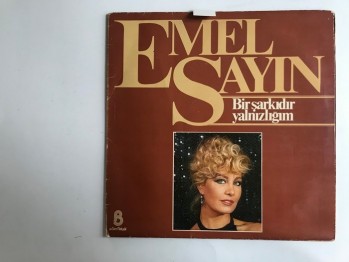 EMEL
SAYIN
Bir şarkıdır
yalnızlığım